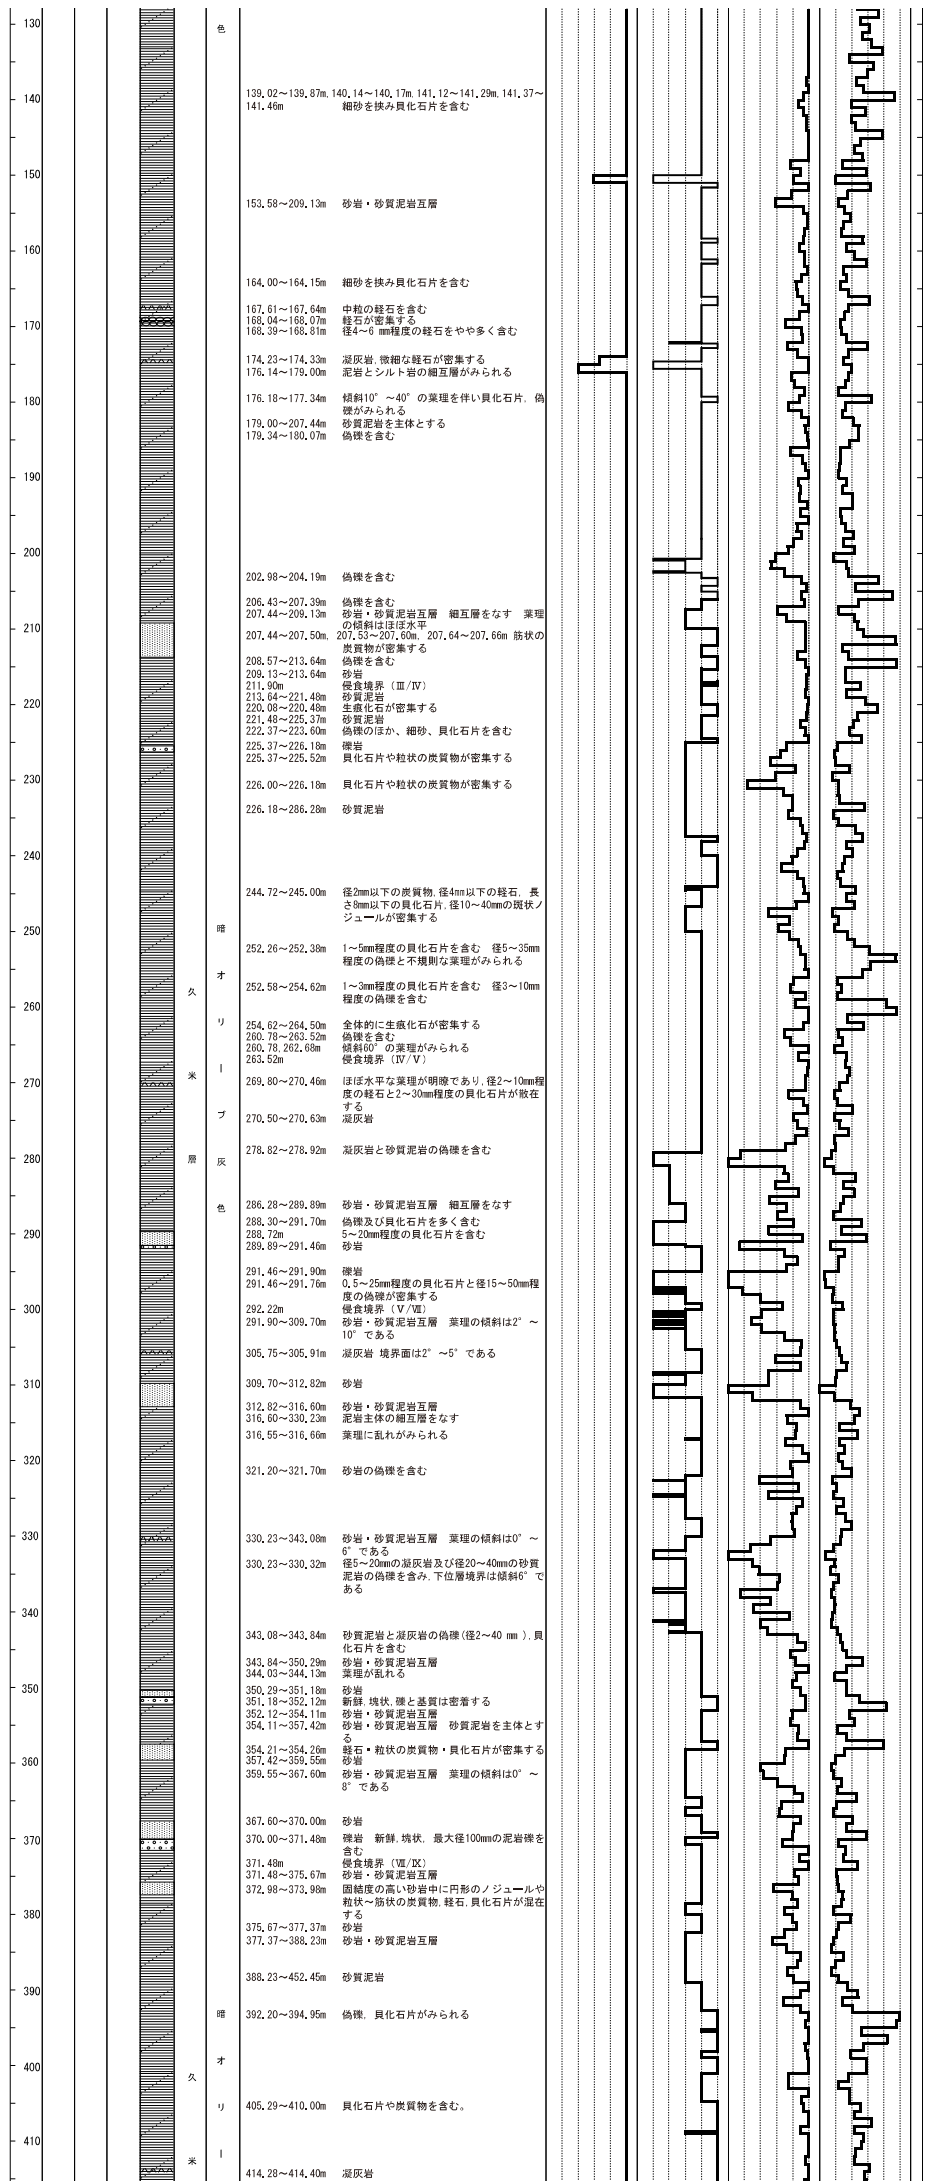 130
140
150
160
170
180
190
200
210
220
230
240
250
260
270
280
290
300
310
320
330
340
350
360
370
380
390
400
410
久
米
層
久
米
色
暗
オ
リ
ー
ブ
灰
色
暗
オ
リ
ー
139.02～139.87m,140.14～140.17m,141.12～141.29m,141.37～
141.46m 細砂を挟み貝化石片を含む
153.58～209.13m 砂岩・砂質泥岩互層
164.00～164.15m 細砂を挟み貝化石片を含む
167.61～167.64m 中粒の軽石を含む
168.04～168.07m 軽石が密集する
168.39～168.81m 径4～6 mm程度の軽石をやや多く含む
174.23～174.33m 凝灰岩,微細な軽石が密集する
176.14～179.00m 泥岩とシルト岩の細互層がみられる
176.18～177.34m 傾斜10°～40°の葉理を伴い貝化石片, 偽
礫がみられる
179.00～207.44m 砂質泥岩を主体とする
179.34～180.07m 偽礫を含む
202.98～204.19m 偽礫を含む
206.43～207.39m 偽礫を含む
207.44～209.13m 砂岩・砂質泥岩互層 細互層をなす 葉理
の傾斜はほぼ水平
207.44～207.50m, 207.53～207.60m, 207.64～207.66m 筋状の
炭質物が密集する
208.57～213.64m 偽礫を含む
209.13～213.64m 砂岩
211.90m 侵食境界（Ⅲ/Ⅳ）
213.64～221.48m 砂質泥岩
220.08～220.48m 生痕化石が密集する
221.48～225.37m 砂質泥岩
222.37～223.60m 偽礫のほか、細砂、貝化石片を含む
225.37～226.18m 礫岩
225.37～225.52m 貝化石片や粒状の炭質物が密集する
226.00～226.18m 貝化石片や粒状の炭質物が密集する
226.18～286.28m 砂質泥岩
244.72～245.00m 径2mm以下の炭質物,径4mm以下の軽石, 長
さ8mm以下の貝化石片,径10～40mmの斑状ノ
ジュールが密集する
252.26～252.38m 1～5mm程度の貝化石片を含む 径5～35mm
程度の偽礫と不規則な葉理がみられる
252.58～254.62m 1～3mm程度の貝化石片を含む 径3～10mm
程度の偽礫を含む
254.62～264.50m 全体的に生痕化石が密集する
260.78～263.52m 偽礫を含む
260.78,262.68m 傾斜60°の葉理がみられる
263.52m 侵食境界（Ⅳ/Ⅴ）
269.80～270.46m ほぼ水平な葉理が明瞭であり,径2～10mm程
度の軽石と2～30mm程度の貝化石片が散在
する
270.50～270.63m 凝灰岩
278.82～278.92m 凝灰岩と砂質泥岩の偽礫を含む
286.28～289.89m 砂岩・砂質泥岩互層 細互層をなす
288.30～291.70m 偽礫及び貝化石片を多く含む
288.72m 5～20mm程度の貝化石片を含む
289.89～291.46m 砂岩
291.46～291.90m 礫岩
291.46～291.76m 0.5～25mm程度の貝化石片と径15～50mm程
度の偽礫が密集する
292.22m 侵食境界（Ⅴ/Ⅶ）
291.90～309.70m 砂岩・砂質泥岩互層 葉理の傾斜は2°～
10°である
305.75～305.91m 凝灰岩 境界面は2°～5°である
309.70～312.82m 砂岩
312.82～316.60m 砂岩・砂質泥岩互層
316.60～330.23m 泥岩主体の細互層をなす
316.55～316.66m 葉理に乱れがみられる
321.20～321.70m 砂岩の偽礫を含む
330.23～343.08m 砂岩・砂質泥岩互層 葉理の傾斜は0°～
6°である
330.23～330.32m 径5～20mmの凝灰岩及び径20～40mmの砂質
泥岩の偽礫を含み,下位層境界は傾斜6°で
ある
343.08～343.84m 砂質泥岩と凝灰岩の偽礫(径2～40 mm ),貝
化石片を含む
343.84～350.29m 砂岩・砂質泥岩互層
344.03～344.13m 葉理が乱れる
350.29～351.18m 砂岩
351.18～352.12m 新鮮,塊状,礫と基質は密着する
352.12～354.11m 砂岩・砂質泥岩互層
354.11～357.42m 砂岩・砂質泥岩互層 砂質泥岩を主体とす
る
354.21～354.26m 軽石・粒状の炭質物・貝化石片が密集する
357.42～359.55m 砂岩
359.55～367.60m 砂岩・砂質泥岩互層 葉理の傾斜は0°～
8°である
367.60～370.00m 砂岩
370.00～371.48m 礫岩 新鮮,塊状, 最大径100mmの泥岩礫を
含む
371.48m 侵食境界（Ⅶ/Ⅸ）
371.48～375.67m 砂岩・砂質泥岩互層
372.98～373.98m 固結度の高い砂岩中に円形のノジュールや
粒状～筋状の炭質物,軽石,貝化石片が混在
する
375.67～377.37m 砂岩
377.37～388.23m 砂岩・砂質泥岩互層
388.23～452.45m 砂質泥岩
392.20～394.95m 偽礫, 貝化石片がみられる
405.29～410.00m 貝化石片や炭質物を含む。
414.28～414.40m 凝灰岩